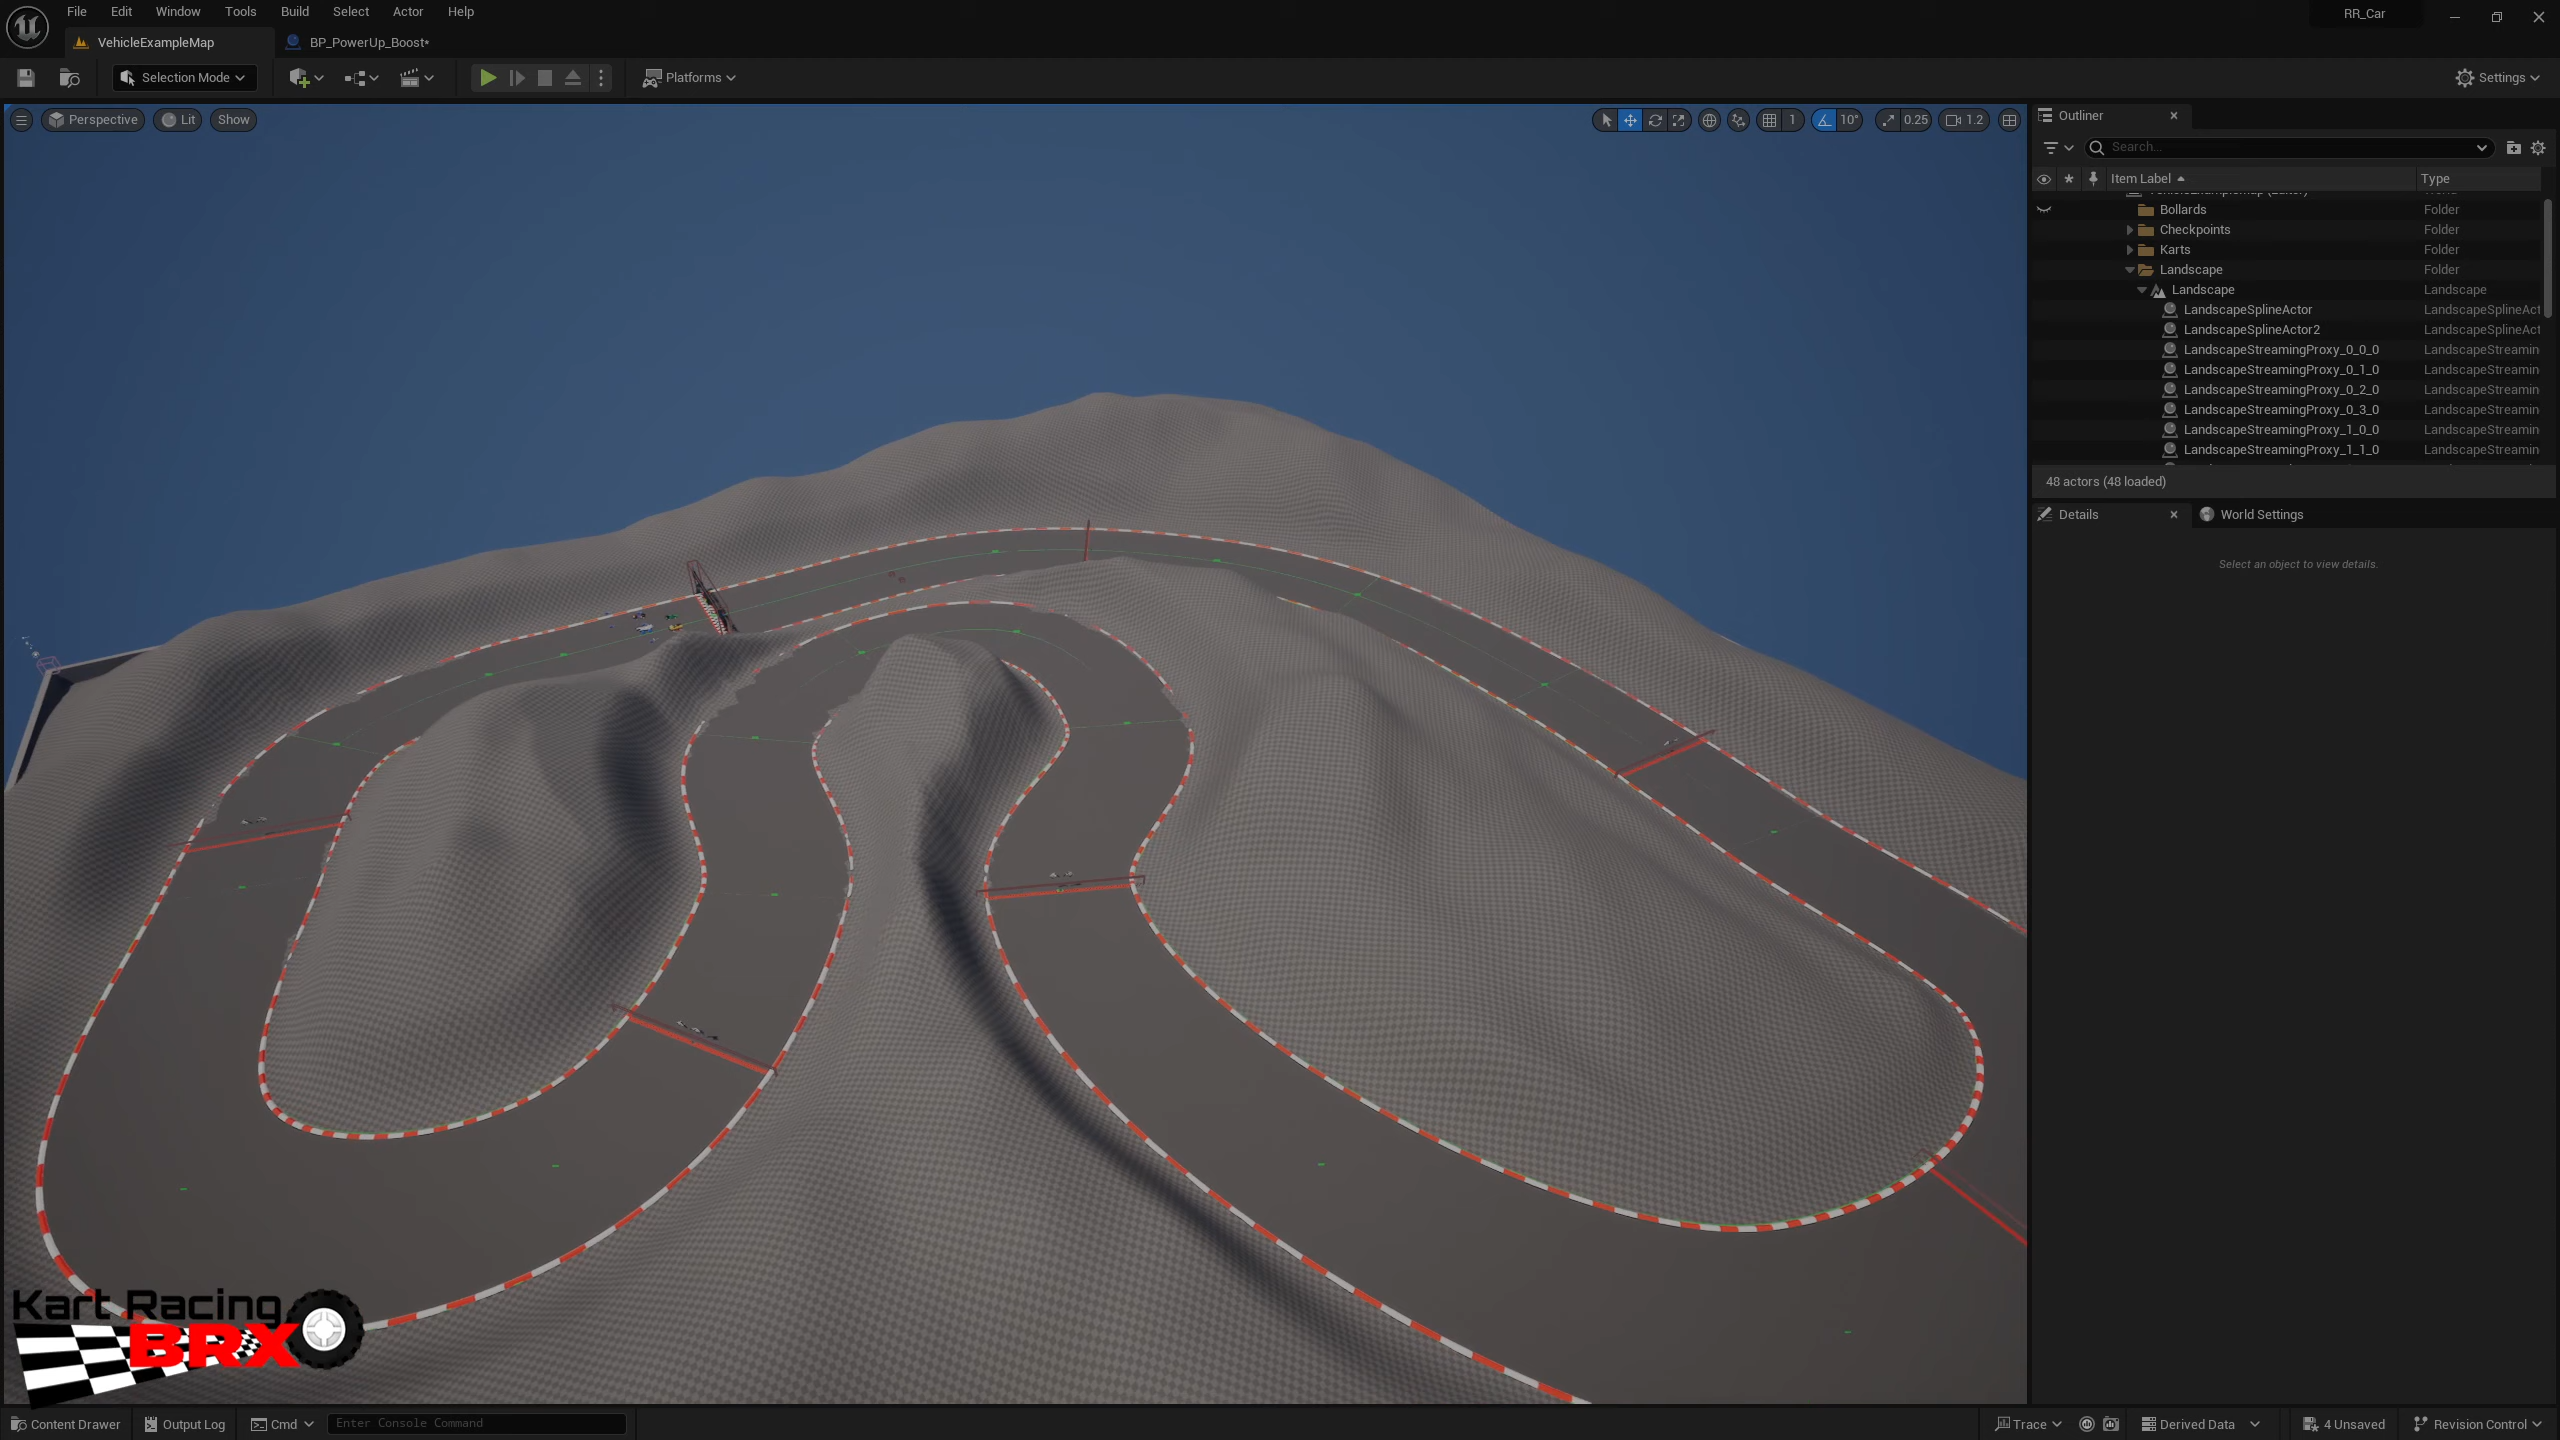 File Edit Window Tools Build Select Actor Help
RR_Car
VehicleExampleMap
BP_PowerUp_Boost*
Selection Mode
Platforms
Settings
Perspective
Lit
Show
1
10°
0.25
1.2
Outliner
Search...
Item Label
Type
Bollards Folder
Checkpoints Folder
Karts Folder
Landscape Folder
Landscape Landscape
LandscapeSplineActor LandscapeSplineAct
LandscapeSplineActor2 LandscapeSplineAct
LandscapeStreamingProxy_0_0_0 LandscapeStreamin
LandscapeStreamingProxy_0_1_0 LandscapeStreamin
LandscapeStreamingProxy_0_2_0 LandscapeStreamin
LandscapeStreamingProxy_0_3_0 LandscapeStreamin
LandscapeStreamingProxy_1_0_0 LandscapeStreamin
LandscapeStreamingProxy_1_1_0 LandscapeStreamin
48 actors (48 loaded)
Details
World Settings
Select an object to view details.
Kart Racing
BRX
Content Drawer
Output Log
Cmd
Enter Console Command
Trace
Derived Data
4 Unsaved
Revision Control